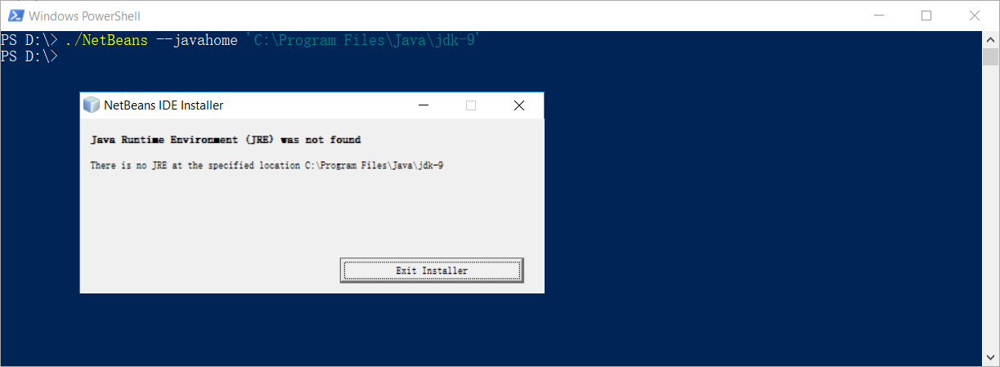 Windows PowerShell
PS D:\> ./NetBeans --javahome 'C:\Program Files\Java\jdk-9'
PS D:\>
NetBeans IDE Installer
Java Runtime Environment (JRE) was not found
There is no JRE at the specified location C:\Program Files\Java\jdk-9
Exit Installer